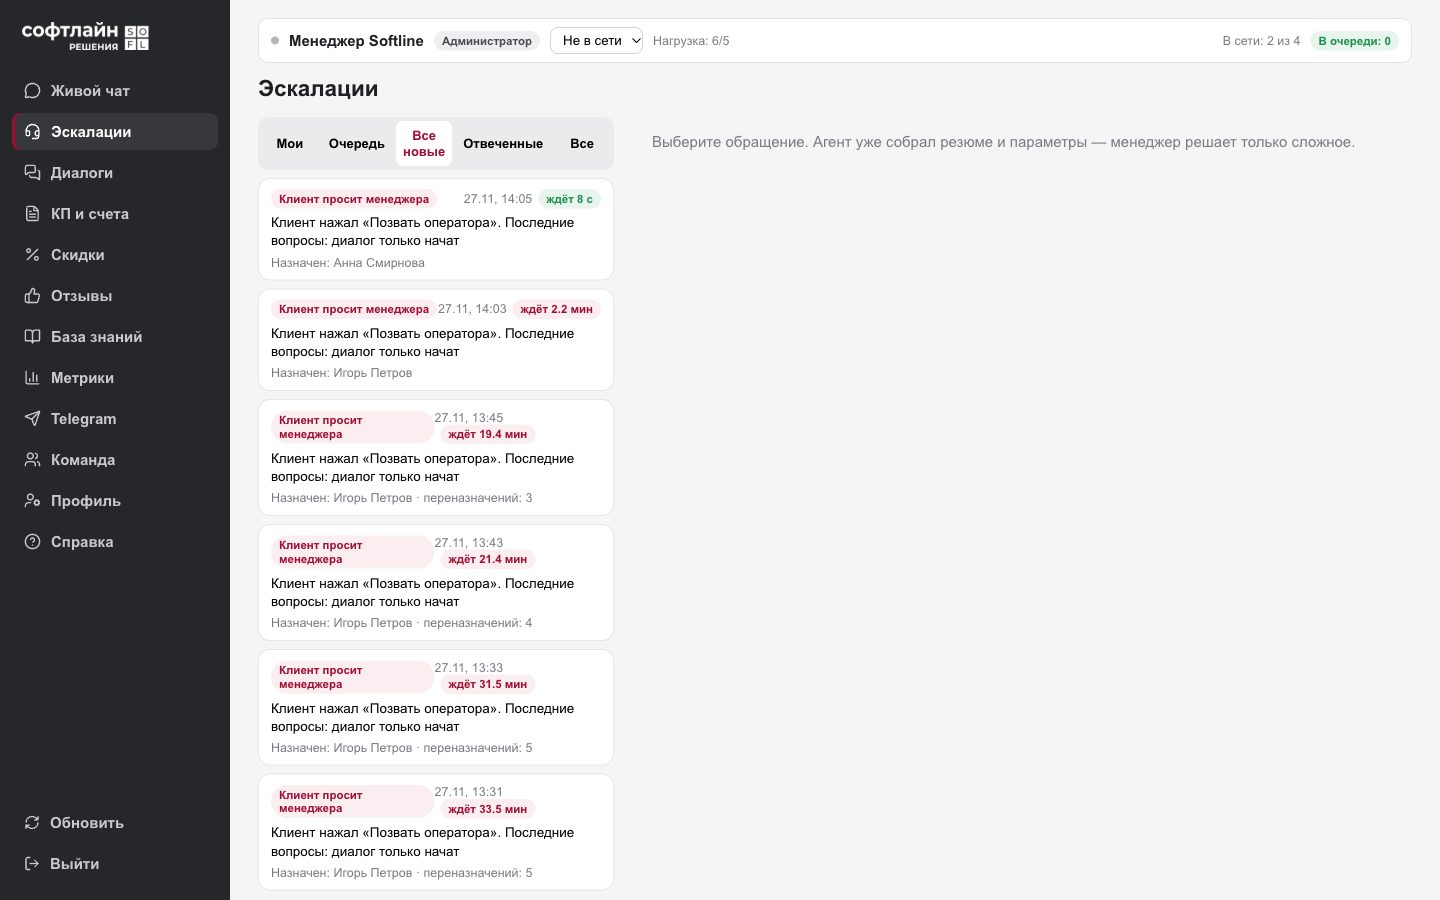 софтлайн
РЕШЕНИЯ
SO
FL
Живой чат
Эскалации
Диалоги
КП и счета
Скидки
Отзывы
База знаний
Метрики
Telegram
Команда
Профиль
Справка
Обновить
Выйти
Менеджер Softline Администратор Не в сети Нагрузка: 6/5 В сети: 2 из 4 В очереди: 0
Эскалации
Мои Очередь Все новые Отвеченные Все
Клиент просит менеджера 27.11, 14:05 ждёт 8 с
Клиент нажал «Позвать оператора». Последние
вопросы: диалог только начат
Назначен: Анна Смирнова
Клиент просит менеджера 27.11, 14:03 ждёт 2.2 мин
Клиент нажал «Позвать оператора». Последние
вопросы: диалог только начат
Назначен: Игорь Петров
Клиент просит
менеджера
27.11, 13:45
ждёт 19.4 мин
Клиент нажал «Позвать оператора». Последние
вопросы: диалог только начат
Назначен: Игорь Петров · переназначений: 3
Клиент просит
менеджера
27.11, 13:43
ждёт 21.4 мин
Клиент нажал «Позвать оператора». Последние
вопросы: диалог только начат
Назначен: Игорь Петров · переназначений: 4
Клиент просит
менеджера
27.11, 13:33
ждёт 31.5 мин
Клиент нажал «Позвать оператора». Последние
вопросы: диалог только начат
Назначен: Игорь Петров · переназначений: 5
Клиент просит
менеджера
27.11, 13:31
ждёт 33.5 мин
Клиент нажал «Позвать оператора». Последние
вопросы: диалог только начат
Назначен: Игорь Петров · переназначений: 5
Выберите обращение. Агент уже собрал резюме и параметры — менеджер решает только сложное.